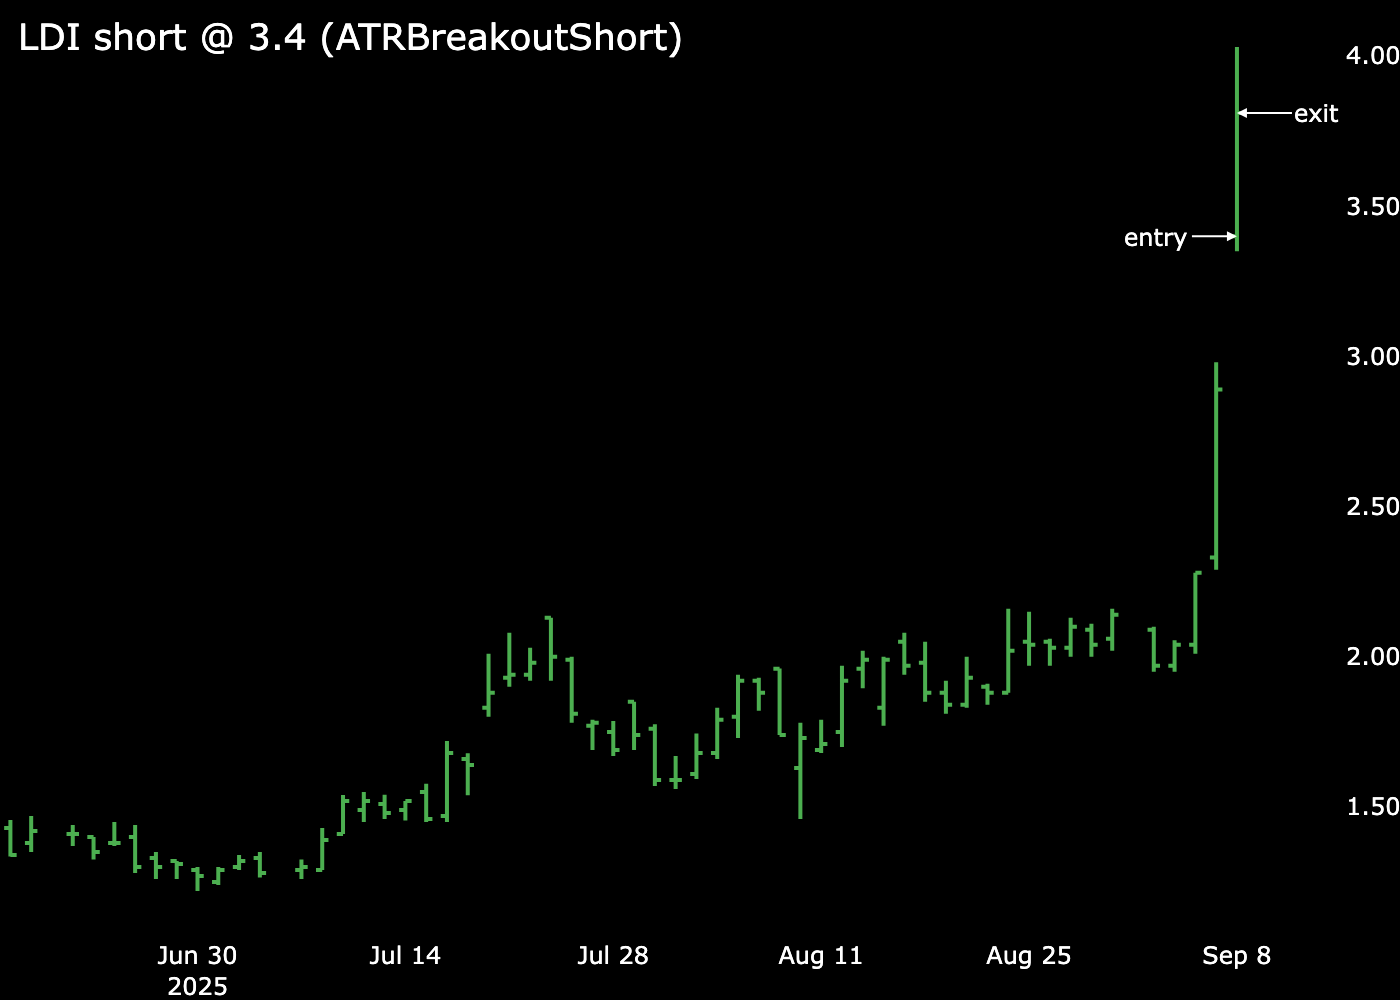 LDI short @ 3.4 (ATRBreakoutShort)
4.00
exit
3.50
entry
3.00
2.50
2.00
1.50
Jun 30
2025
Jul 14
Jul 28
Aug 11
Aug 25
Sep 8